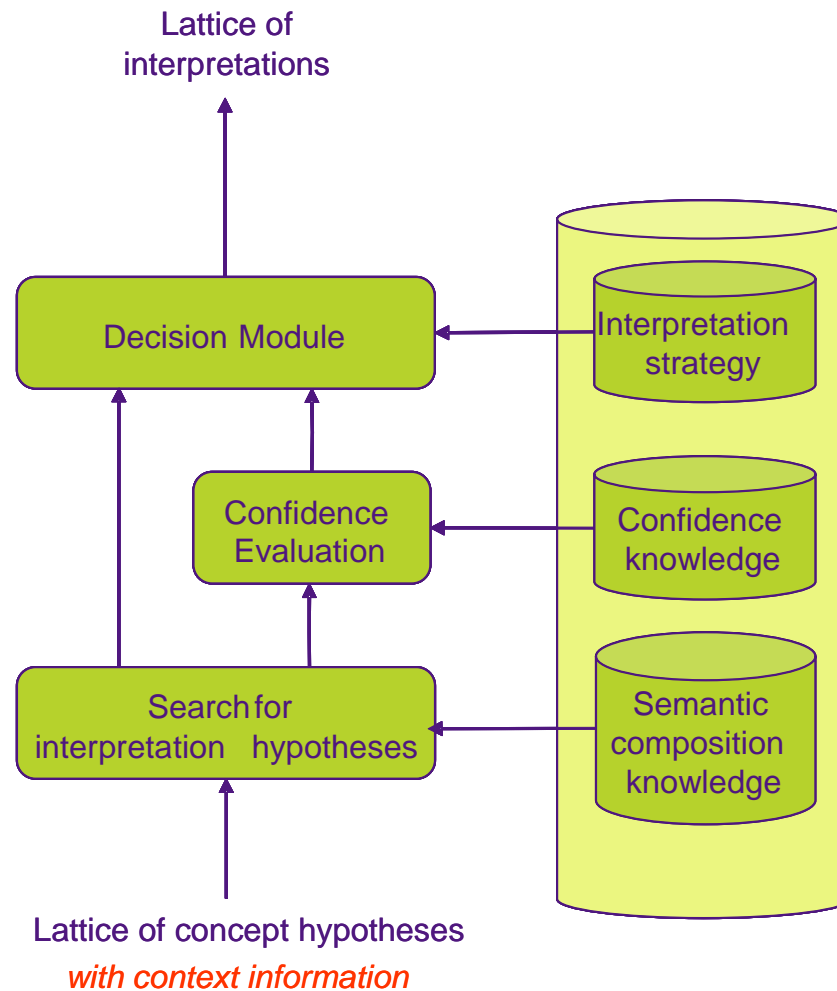 Lattice of
interpretations
Decision Module
Interpretation
strategy
Confidence
Evaluation
Confidence
knowledge
Search for
interpretation hypotheses
Semantic
composition
knowledge
Lattice of concept hypotheses
with context information